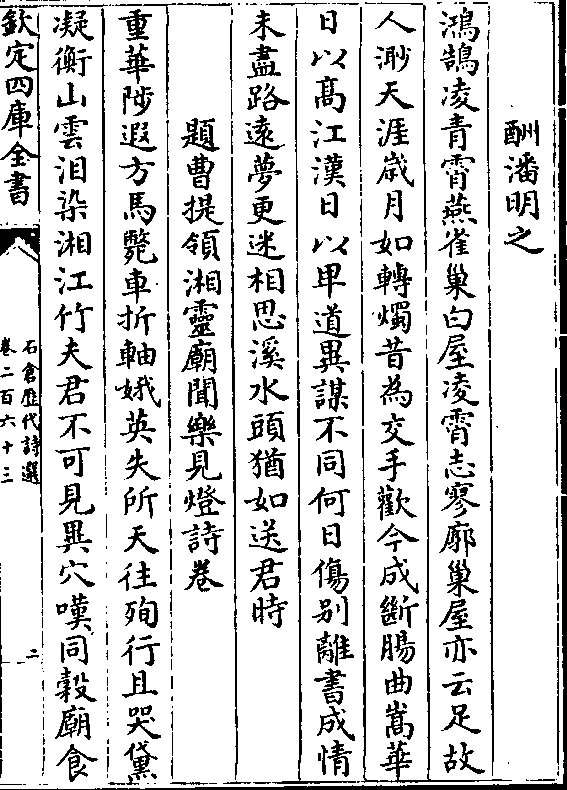 酬潘明之
鴻鵠凌青霄燕雀巢白屋凌霄志寥廓巢屋亦云足故
人渺天涯歳月如轉燭昔為交手歡今成斷腸曲嵩華
日以髙江漢日以卑道異謀不同何日傷别離書成情
未盡路遠夢更迷相思溪水頭猶如送君時
題曹提領湘靈廟聞樂見燈詩卷
重華陟遐方馬斃車折軸娥英失所天往殉行且哭黛
凝衡山雲泪染湘江竹夫君不可見異穴嘆同榖廟食
欽定四庫全書
石倉歴代詩選
卷二百六十三
二